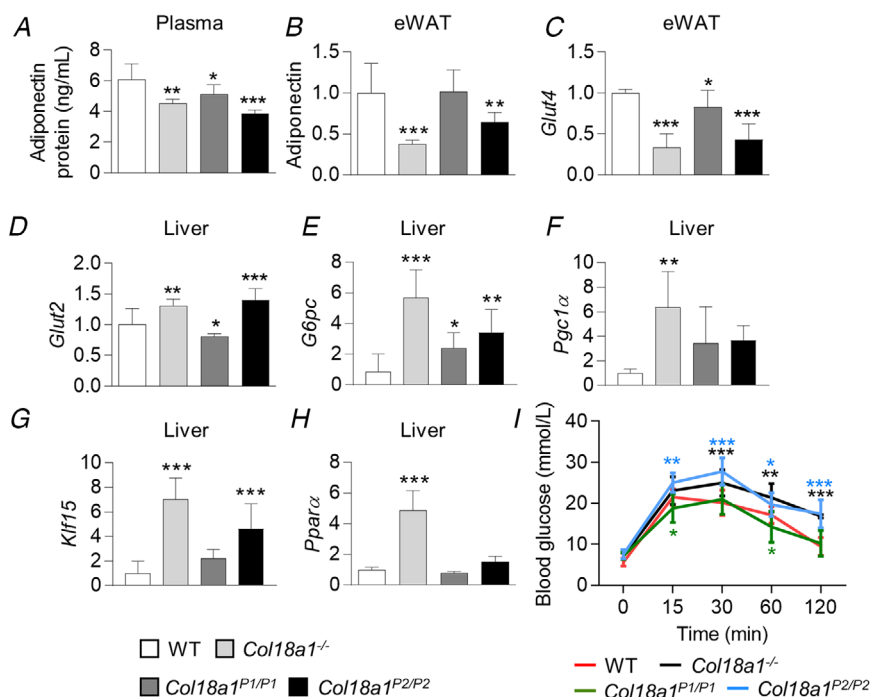 A Plasma
Adiponectin
protein (ng/mL)
8
6
4
2
0
**
*
***
B eWAT
Adiponectin
1.5
1.0
0.5
0.0
***
**
C eWAT
Glut4
1.5
1.0
0.5
0.0
***
*
***
D Liver
Glut2
2.0
1.5
1.0
0.5
0.0
**
*
***
E Liver
G6pc
8
6
4
2
0
***
*
**
F Liver
Pgc1α
10
8
6
4
2
0
**
G Liver
Klf15
10
8
6
4
2
0
***
***
H Liver
Pparα
8
6
4
2
0
***
I
Blood glucose (mmol/L)
40
30
20
10
0
**
*
***
***
*
**
*
***
***
0 15 30 60 120
Time (min)
WT Col18a1-/-
Col18a1P1/P1 Col18a1P2/P2
WT Col18a1-/-
Col18a1P1/P1 Col18a1P2/P2